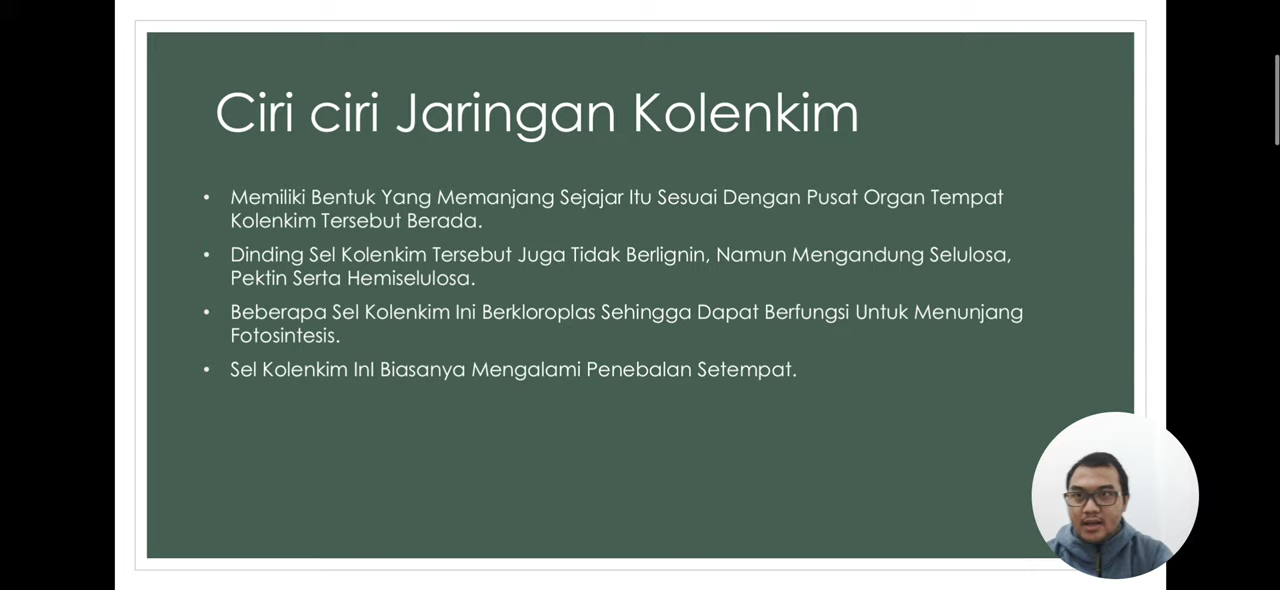 Ciri ciri Jaringan Kolenkim
• Memiliki Bentuk Yang Memanjang Sejajar Itu Sesuai Dengan Pusat Organ Tempat
Kolenkim Tersebut Berada.
• Dinding Sel Kolenkim Tersebut Juga Tidak Berlignin, Namun Mengandung Selulosa,
Pektin Serta Hemiselulosa.
• Beberapa Sel Kolenkim Ini Berkloroplas Sehingga Dapat Berfungsi Untuk Menunjang
Fotosintesis.
• Sel Kolenkim InI Biasanya Mengalami Penebalan Setempat.